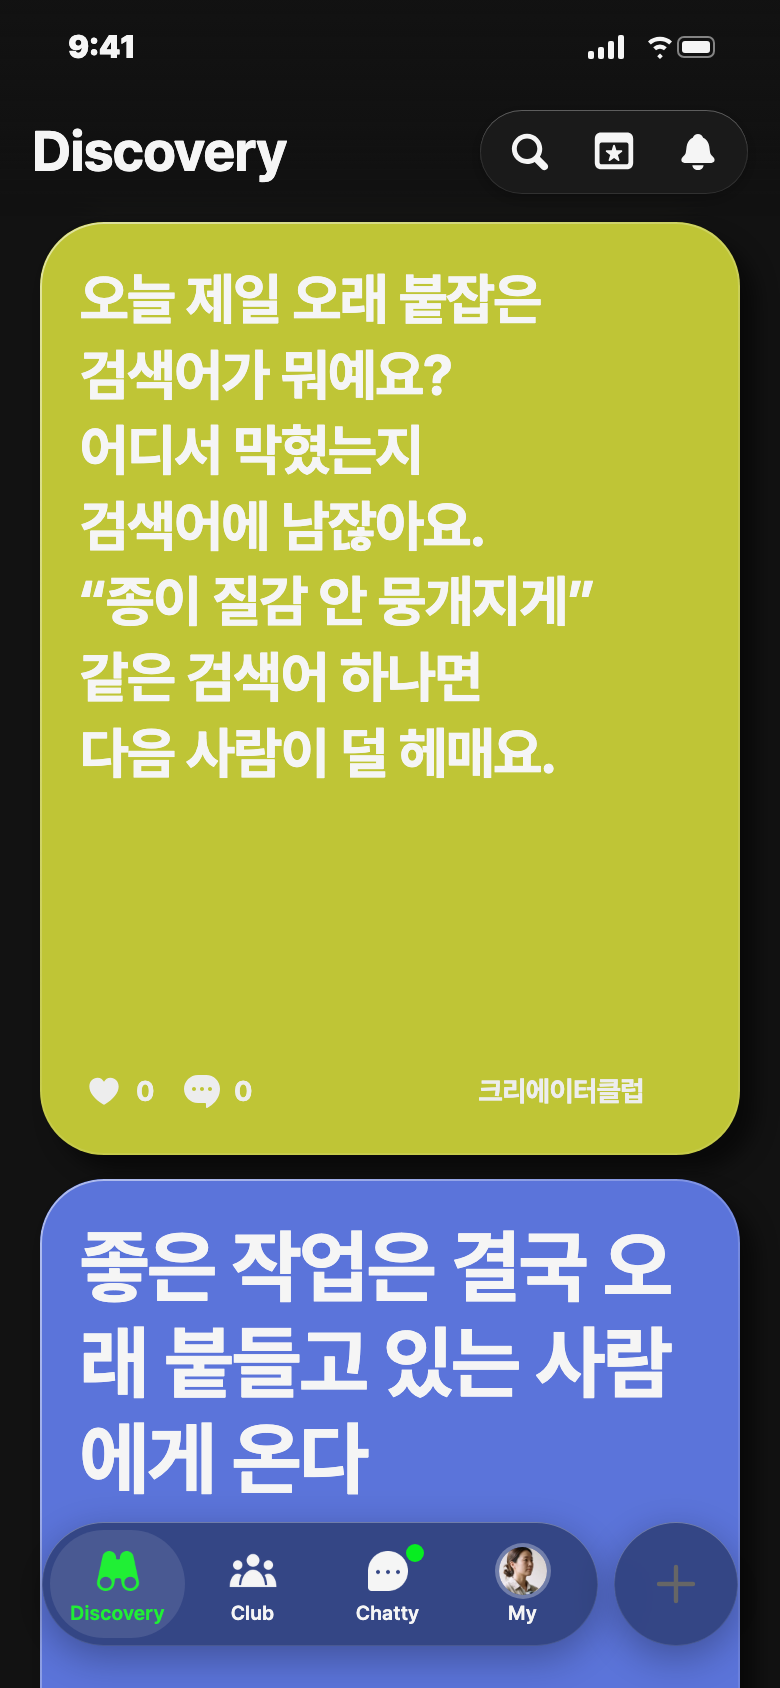 9:41
Discovery
오늘 제일 오래 붙잡은
검색어가 뭐예요?
어디서 막혔는지
검색어에 남잖아요.
“종이 질감 안 뭉개지게”
같은 검색어 하나면
다음 사람이 덜 헤매요.
0 0 크리에이터클럽
좋은 작업은 결국 오
래 붙들고 있는 사람
에게 온다
Discovery Club Chatty My